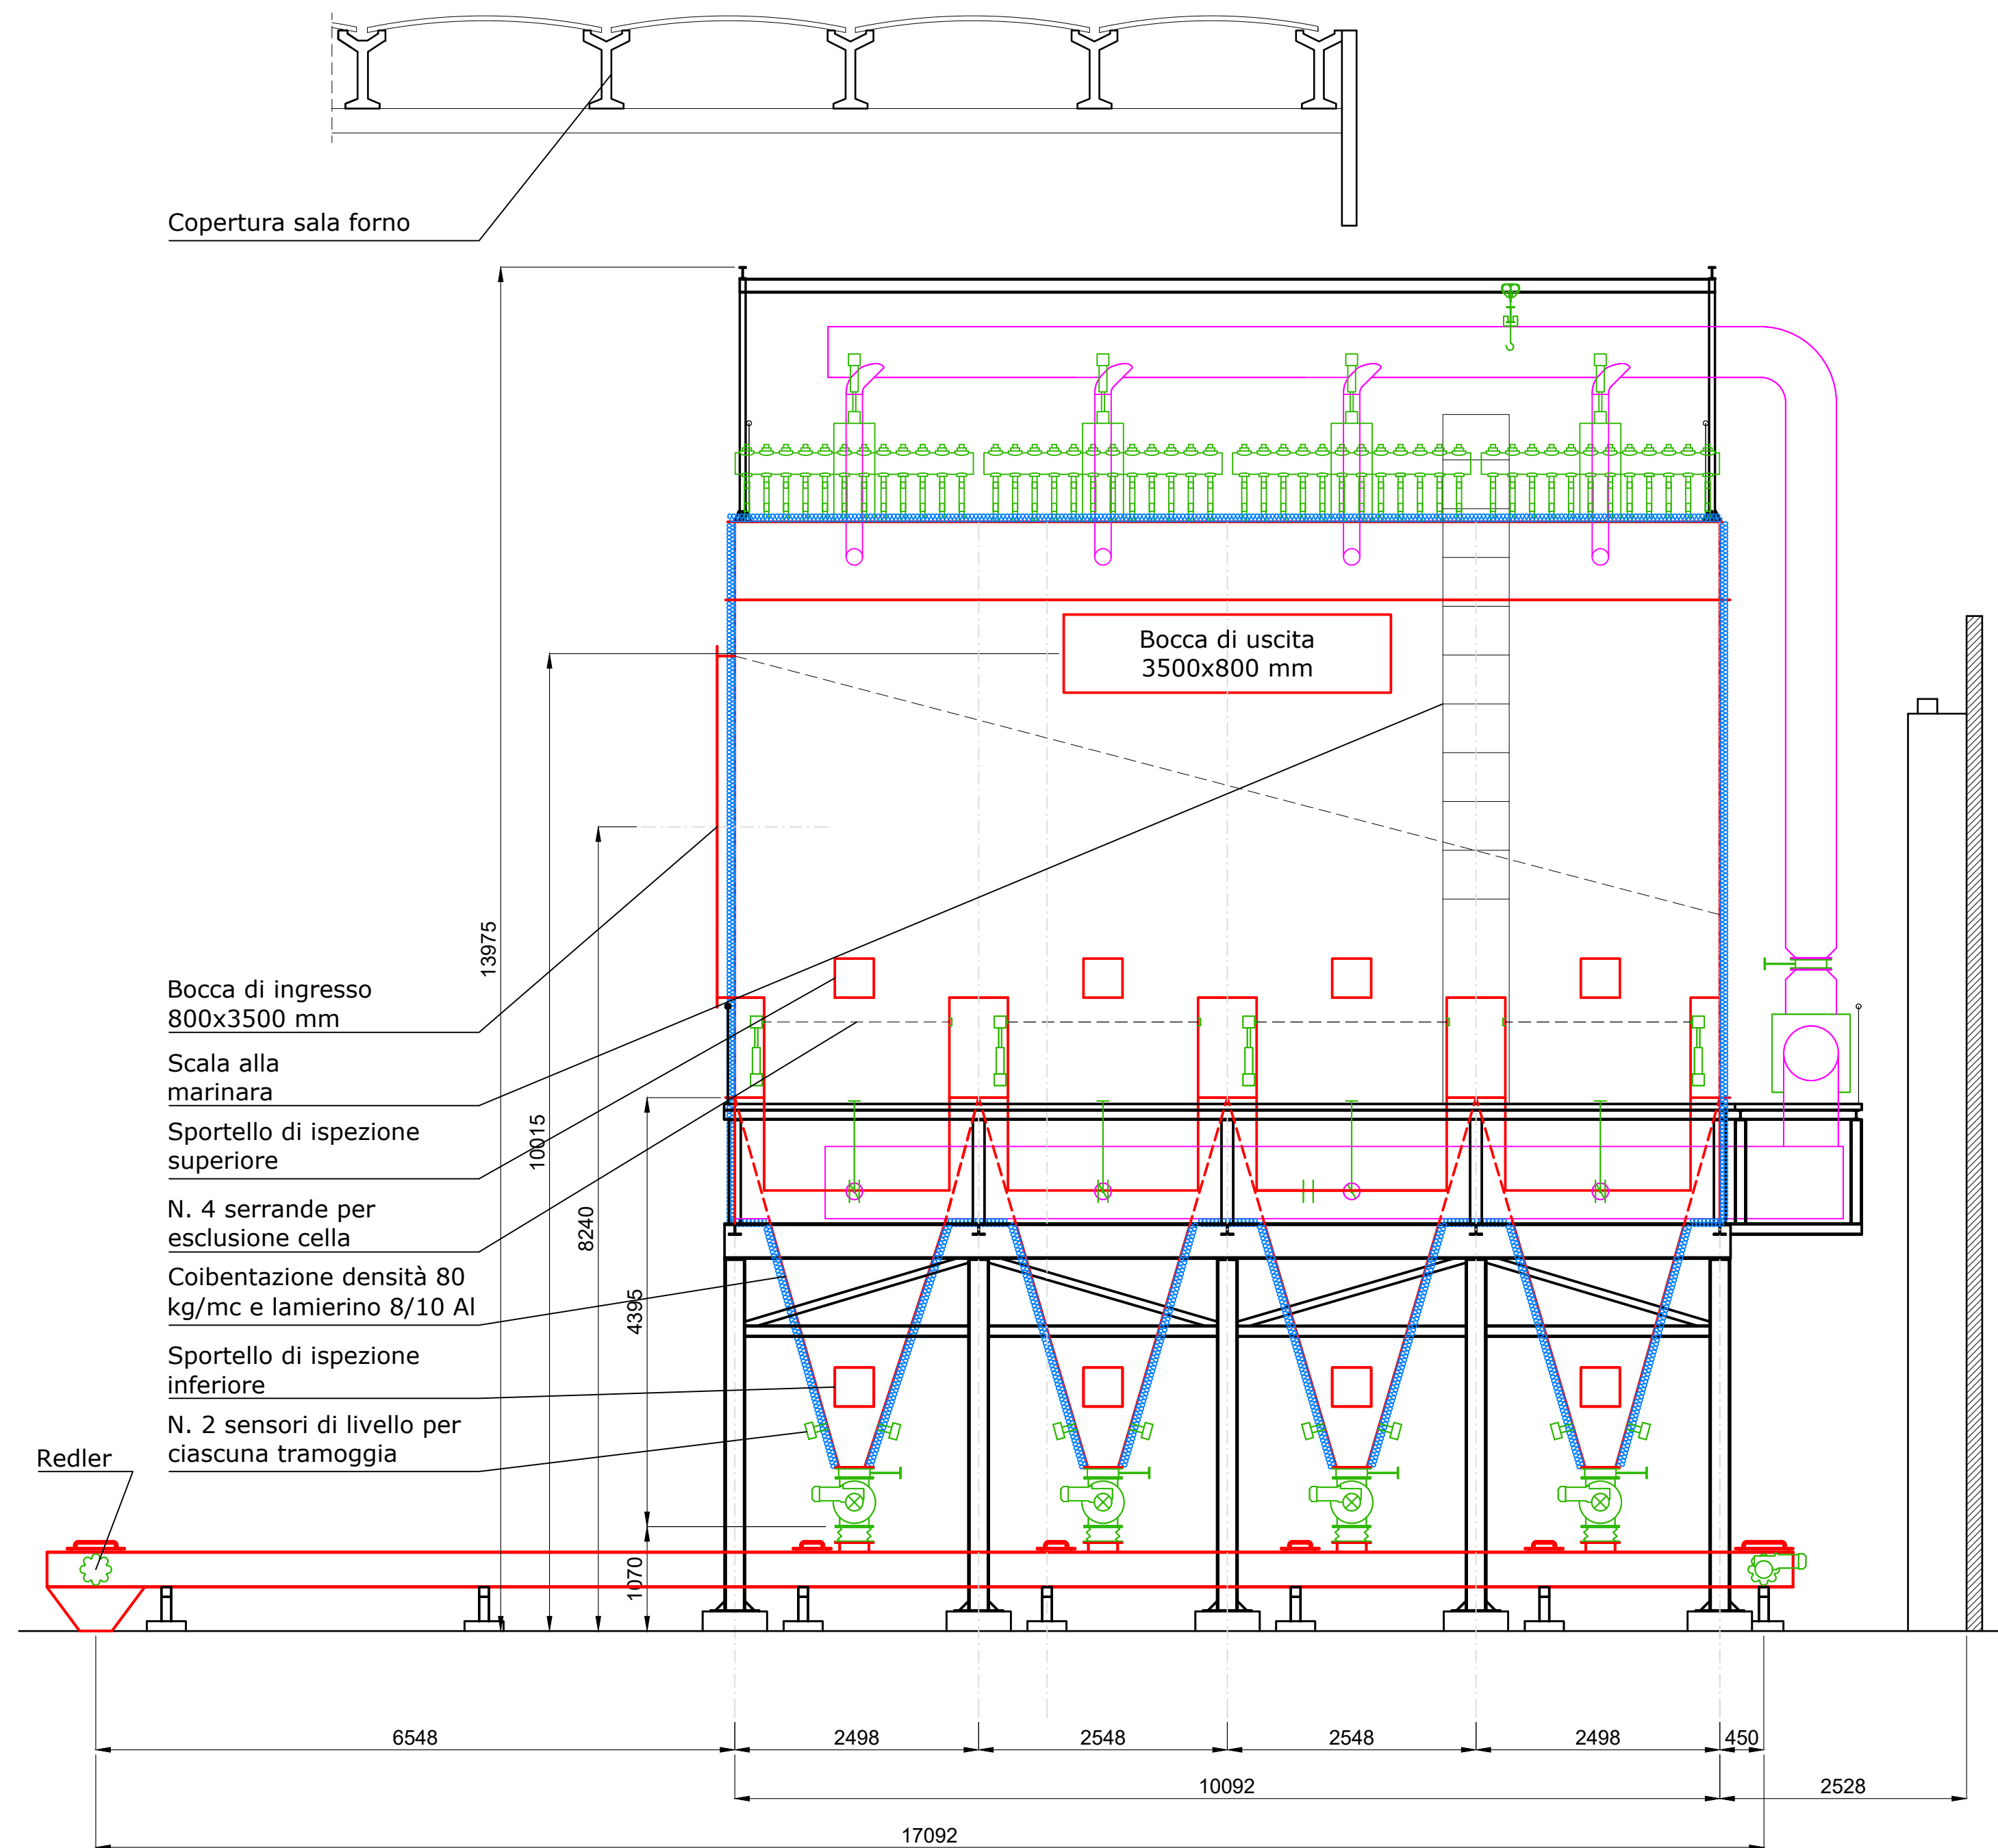 Copertura sala forno
Bocca di uscita
3500x800 mm
13975
Bocca di ingresso
800x3500 mm
Scala alla
marinara
10015
Sportello di ispezione
superiore
N. 4 serrande per
esclusione cella
8240
Coibentazione densità 80
kg/mc e lamierino 8/10 Al
4395
Sportello di ispezione
inferiore
N. 2 sensori di livello per
ciascuna tramoggia
Redler
1070
6548
2498
2548
2548
2498
450
10092
2528
17092